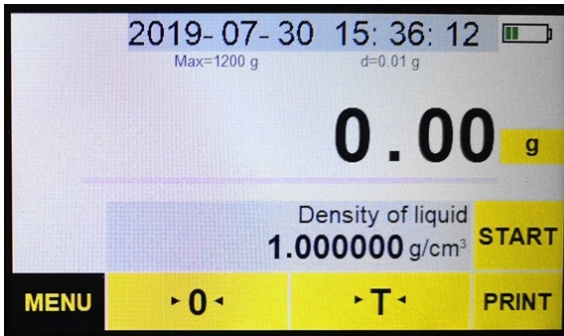 2019-07-30 15:36:12
Max=1200 g d=0.01 g
0.00 g
Density of liquid
1.000000 g/cm³
START
MENU ▸0◂ ▸T◂ PRINT